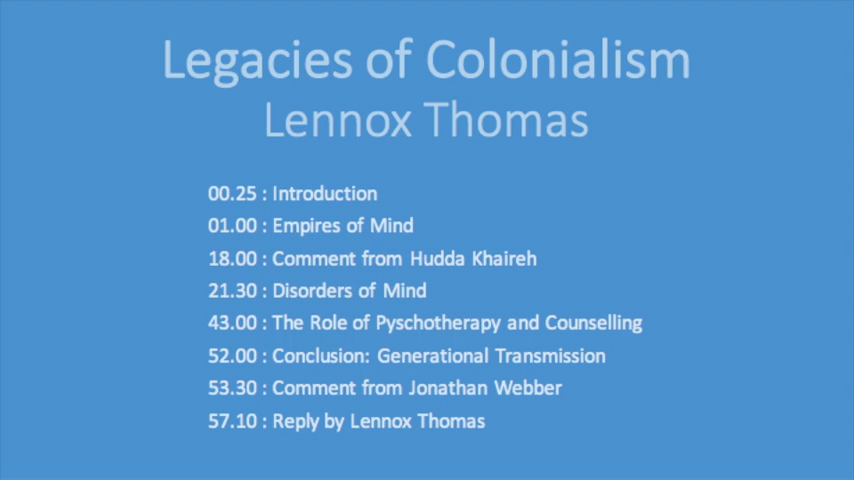 Legacies of Colonialism
Lennox Thomas
00.25 : Introduction
01.00 : Empires of Mind
18.00 : Comment from Hudda Khaireh
21.30 : Disorders of Mind
43.00 : The Role of Pyschotherapy and Counselling
52.00 : Conclusion: Generational Transmission
53.30 : Comment from Jonathan Webber
57.10 : Reply by Lennox Thomas